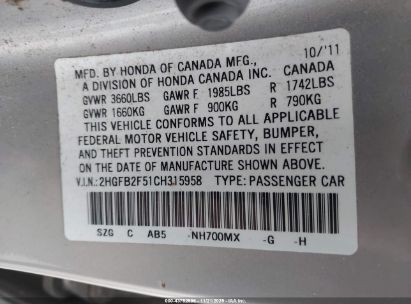 MFD. BY HONDA OF CANADA MFG., 10/'11
A DIVISION OF HONDA CANADA INC. CANADA
GVWR 3660LBS GAWR F 1985LBS R 1742LBS
GVWR 1660KG GAWR F 900KG R 790KG
THIS VEHICLE CONFORMS TO ALL APPLICABLE
FEDERAL MOTOR VEHICLE SAFETY, BUMPER,
AND THEFT PREVENTION STANDARDS IN EFFECT
ON THE DATE OF MANUFACTURE SHOWN ABOVE.
V.I.N.: 2HGFB2F51CH315958 TYPE: PASSENGER CAR
SZG C AB5 -NH700MX -G -H